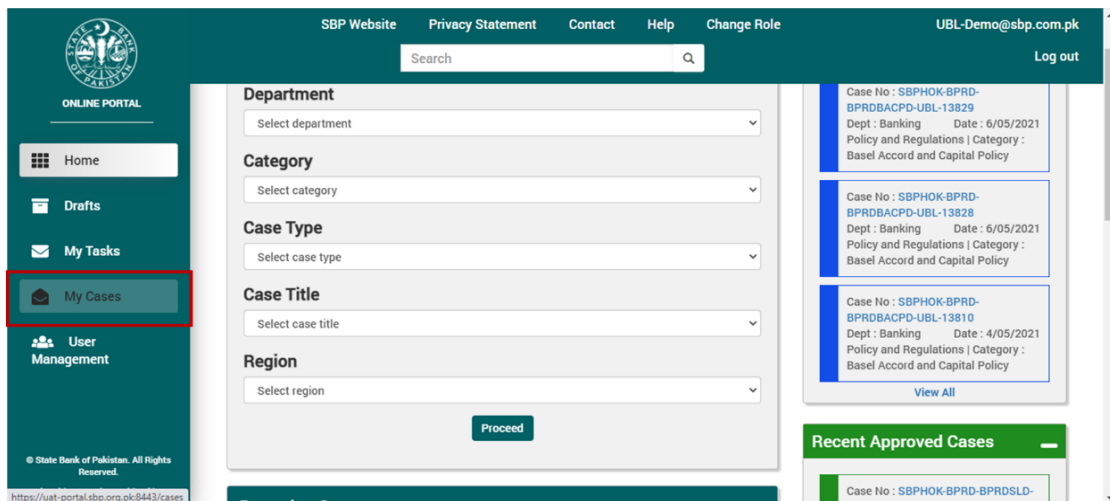 SBP Website Privacy Statement Contact Help Change Role UBL-Demo@sbp.com.pk
Search
Log out
STATE BANK OF PAKISTAN
ONLINE PORTAL
Home
Drafts
My Tasks
My Cases
User
Management
© State Bank of Pakistan. All Rights
Reserved.
https://uat-portal.sbp.org.pk:8443/cases
Department
Select department
Category
Select category
Case Type
Select case type
Case Title
Select case title
Region
Select region
Proceed
Case No : SBPHOK-BPRD-
BPRDBACPD-UBL-13829
Dept : Banking Date : 6/05/2021
Policy and Regulations | Category :
Basel Accord and Capital Policy
Case No : SBPHOK-BPRD-
BPRDBACPD-UBL-13828
Dept : Banking Date : 6/05/2021
Policy and Regulations | Category :
Basel Accord and Capital Policy
Case No : SBPHOK-BPRD-
BPRDBACPD-UBL-13810
Dept : Banking Date : 4/05/2021
Policy and Regulations | Category :
Basel Accord and Capital Policy
View All
Recent Approved Cases
Case No : SBPHOK-BPRD-BPRDSLD-